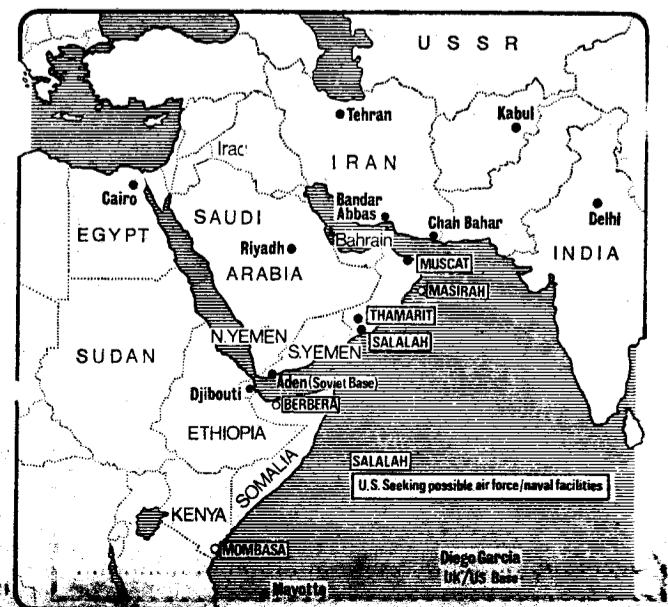 USSR
Tehran
Kabul
Iraq
IRAN
Cairo
Bandar
Abbas
SAUDI
Delhi
Chah Bahar
EGYPT
Riyadh
Bahrain
INDIA
ARABIA
MUSCAT
MASIRAH
THAMARIT
N.YEMEN
SALALAH
S.YEMEN
SUDAN
Aden (Soviet Base)
Djibouti
BERBERA
ETHIOPIA
SALALAH
SOMALIA
U.S. Seeking possible air force/naval facilities
KENYA
MOMBASA
Diego Garcia
UK/US Base
Mayotte